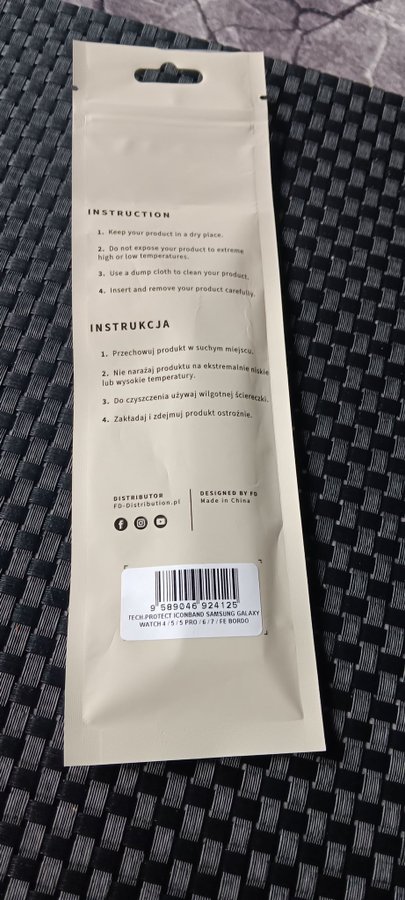 INSTRUCTION
1. Keep your product in a dry place.
2. Do not expose your product to extreme
high or low temperatures.
3. Use a dump cloth to clean your product.
4. Insert and remove your product carefully.
INSTRUKCJA
1. Przechowuj produkt w suchym miejscu.
2. Nie narażaj produktu na ekstremalnie niskie
lub wysokie temperatury.
3. Do czyszczenia używaj wilgotnej ściereczki.
4. Zakładaj i zdejmuj produkt ostrożnie.
DISTRIBUTOR
FD-Distribution.pl
DESIGNED BY FD
Made in China
9 589046 924125
TECH-PROTECT ICONBAND SAMSUNG GALAXY
WATCH 4 / 5 / 5 PRO / 6 / 7 / FE BORDO